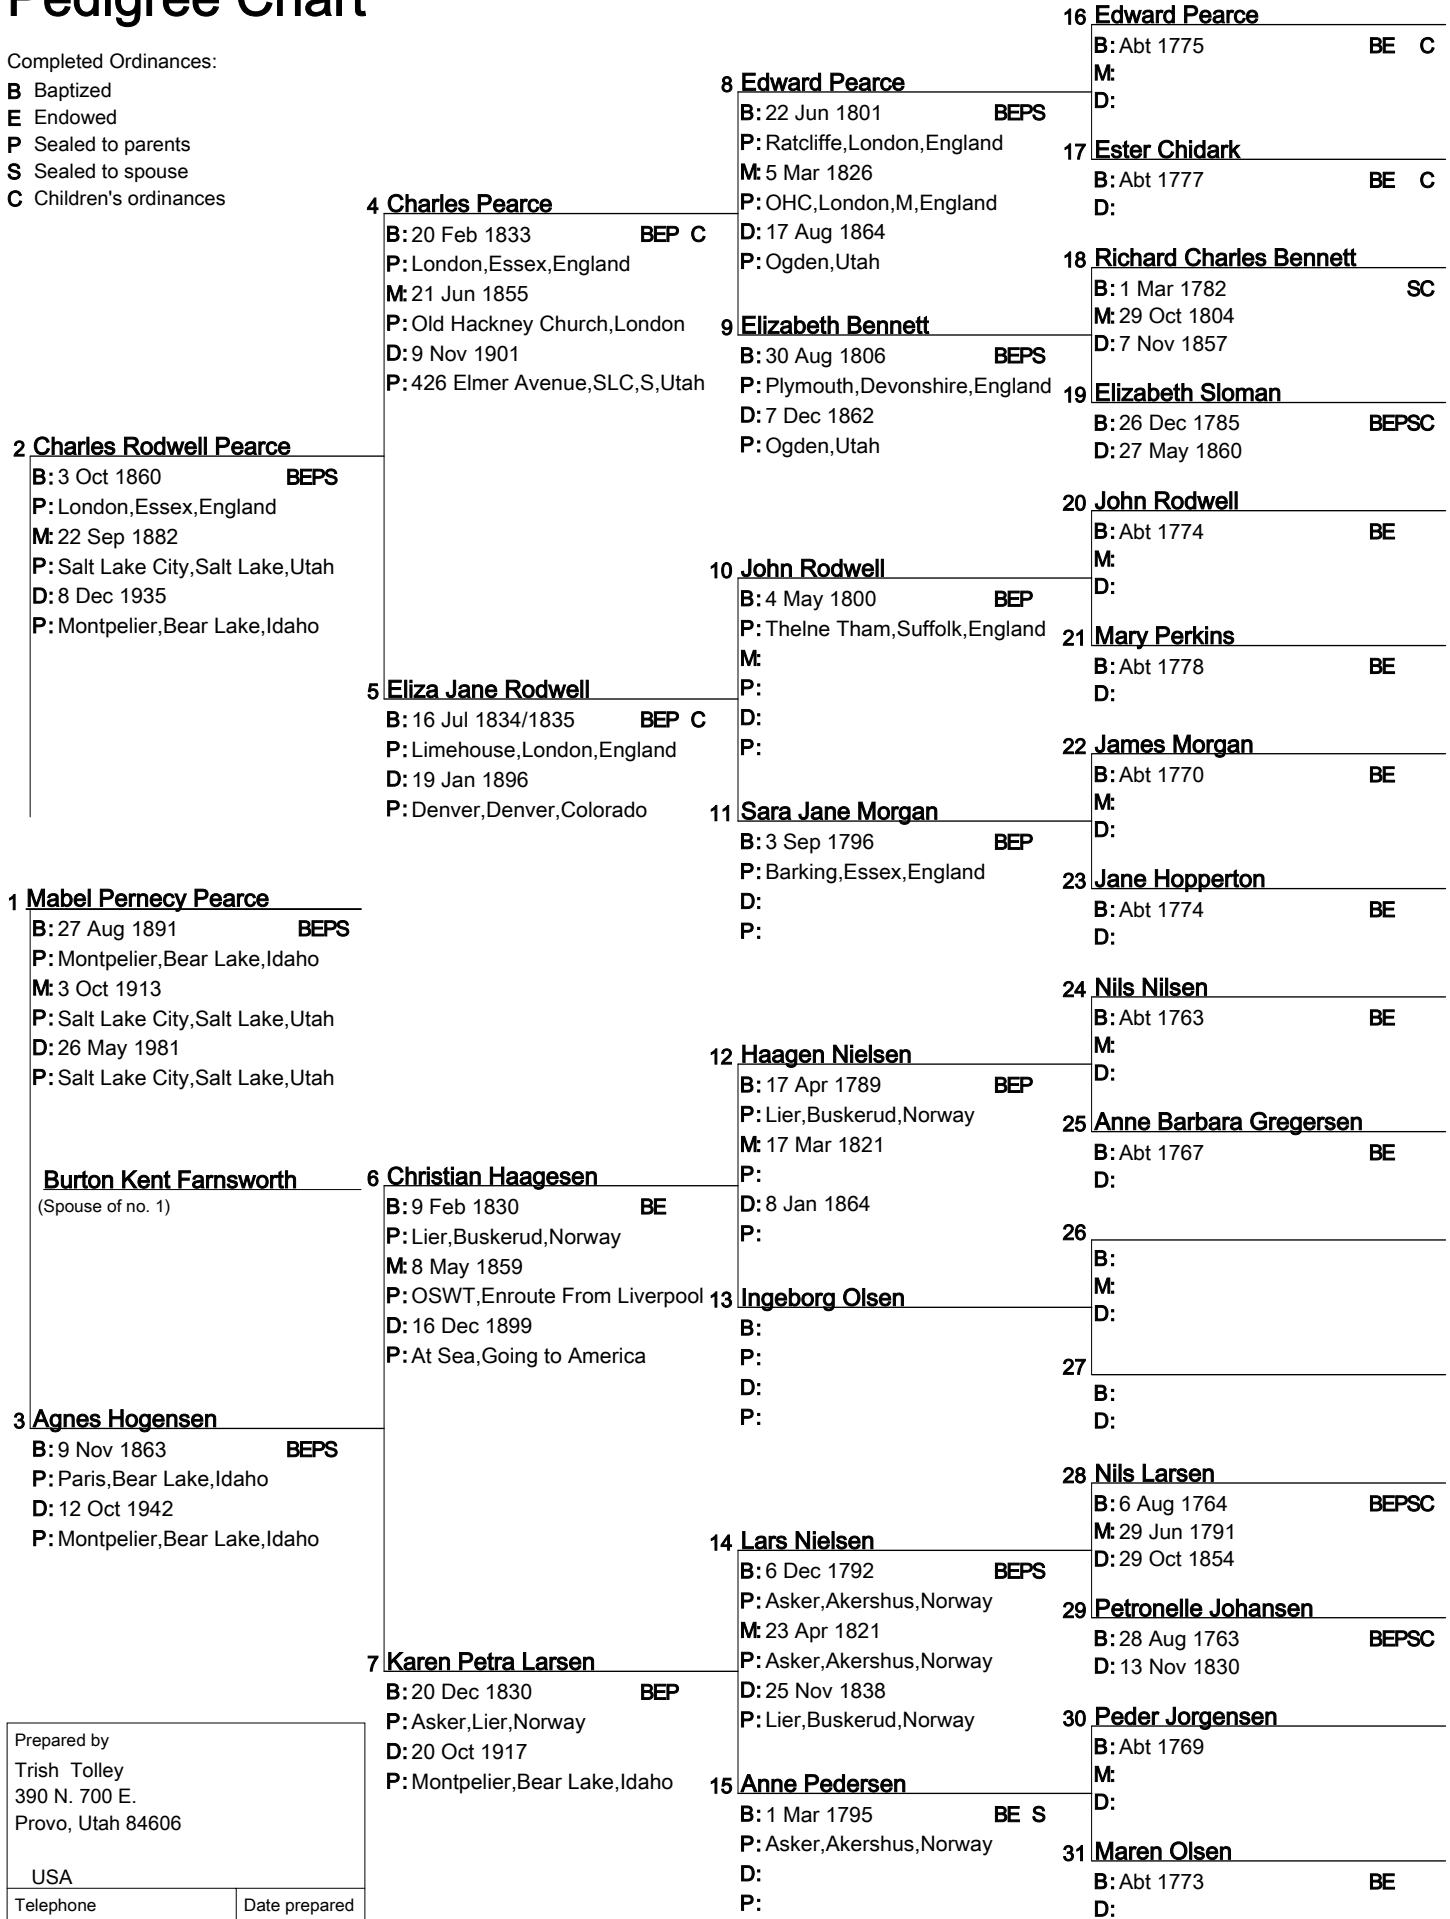 Pedigree Chart
Completed Ordinances:
B Baptized
E Endowed
P Sealed to parents
S Sealed to spouse
C Children's ordinances
2 Charles Rodwell Pearce
B: 3 Oct 1860 BEPS
P: London,Essex,England
M: 22 Sep 1882
P: Salt Lake City,Salt Lake,Utah
D: 8 Dec 1935
P: Montpelier,Bear Lake,Idaho
1 Mabel Pernecy Pearce
B: 27 Aug 1891 BEPS
P: Montpelier,Bear Lake,Idaho
M: 3 Oct 1913
P: Salt Lake City,Salt Lake,Utah
D: 26 May 1981
P: Salt Lake City,Salt Lake,Utah
Burton Kent Farnsworth
(Spouse of no. 1)
3 Agnes Hogensen
B: 9 Nov 1863 BEPS
P: Paris,Bear Lake,Idaho
D: 12 Oct 1942
P: Montpelier,Bear Lake,Idaho
Prepared by
Trish Tolley
390 N. 700 E.
Provo, Utah 84606
USA
Telephone Date prepared
4 Charles Pearce
B: 20 Feb 1833 BEP C
P: London,Essex,England
M: 21 Jun 1855
P: Old Hackney Church,London
D: 9 Nov 1901
P: 426 Elmer Avenue,SLC,S,Utah
5 Eliza Jane Rodwell
B: 16 Jul 1834/1835 BEP C
P: Limehouse,London,England
D: 19 Jan 1896
P: Denver,Denver,Colorado
6 Christian Haagesen
B: 9 Feb 1830 BE
P: Lier,Buskerud,Norway
M: 8 May 1859
P: OSWT,Enroute From Liverpool
D: 16 Dec 1899
P: At Sea,Going to America
7 Karen Petra Larsen
B: 20 Dec 1830 BEP
P: Asker,Lier,Norway
D: 20 Oct 1917
P: Montpelier,Bear Lake,Idaho
8 Edward Pearce
B: 22 Jun 1801 BEPS
P: Ratcliffe,London,England
M: 5 Mar 1826
P: OHC,London,M,England
D: 17 Aug 1864
P: Ogden,Utah
9 Elizabeth Bennett
B: 30 Aug 1806 BEPS
P: Plymouth,Devonshire,England
D: 7 Dec 1862
P: Ogden,Utah
10 John Rodwell
B: 4 May 1800 BEP
P: Thelne Tham,Suffolk,England
M:
P:
D:
P:
11 Sara Jane Morgan
B: 3 Sep 1796 BEP
P: Barking,Essex,England
D:
P:
12 Haagen Nielsen
B: 17 Apr 1789 BEP
P: Lier,Buskerud,Norway
M: 17 Mar 1821
P:
D: 8 Jan 1864
P:
13 Ingeborg Olsen
B:
P:
D:
P:
14 Lars Nielsen
B: 6 Dec 1792 BEPS
P: Asker,Akershus,Norway
M: 23 Apr 1821
P: Asker,Akershus,Norway
D: 25 Nov 1838
P: Lier,Buskerud,Norway
15 Anne Pedersen
B: 1 Mar 1795 BE S
P: Asker,Akershus,Norway
D:
P:
16 Edward Pearce
B: Abt 1775 BE C
M:
D:
17 Ester Chidark
B: Abt 1777 BE C
D:
18 Richard Charles Bennett
B: 1 Mar 1782 SC
M: 29 Oct 1804
D: 7 Nov 1857
19 Elizabeth Sloman
B: 26 Dec 1785 BEPSC
D: 27 May 1860
20 John Rodwell
B: Abt 1774 BE
M:
D:
21 Mary Perkins
B: Abt 1778 BE
D:
22 James Morgan
B: Abt 1770 BE
M:
D:
23 Jane Hopperton
B: Abt 1774 BE
D:
24 Nils Nilsen
B: Abt 1763 BE
M:
D:
25 Anne Barbara Gregersen
B: Abt 1767 BE
D:
26
B:
M:
D:
27
B:
D:
28 Nils Larsen
B: 6 Aug 1764 BEPSC
M: 29 Jun 1791
D: 29 Oct 1854
29 Petronelle Johansen
B: 28 Aug 1763 BEPSC
D: 13 Nov 1830
30 Peder Jorgensen
B: Abt 1769
M:
D:
31 Maren Olsen
B: Abt 1773 BE
D: